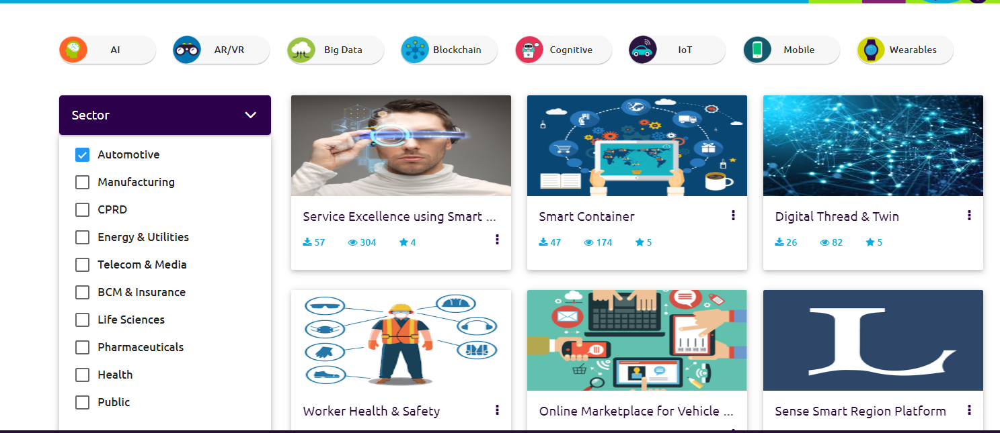 AI
AR/VR
Big Data
Blockchain
Cognitive
IoT
Mobile
Wearables
Sector
Automotive
Manufacturing
CPRD
Energy & Utilities
Telecom & Media
BCM & Insurance
Life Sciences
Pharmaceuticals
Health
Public
Service Excellence using Smart ...
57 304 4
Smart Container
47 174 5
Digital Thread & Twin
26 82 5
Worker Health & Safety
Online Marketplace for Vehicle ...
L
Sense Smart Region Platform